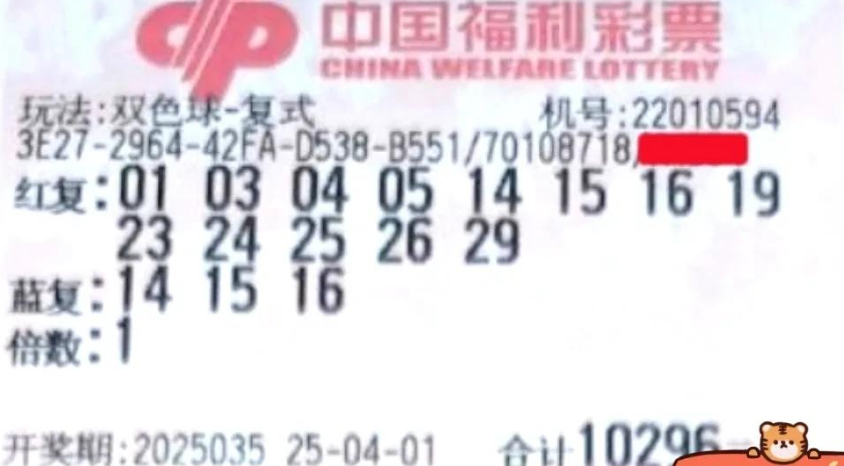 中国福利彩票
CHINA WELFARE LOTTERY
玩法:双色球-复式 机号:22010594
3E27-2964-42FA-D538-B551/70108718/
红复:01 03 04 05 14 15 16 19
23 24 25 26 29
蓝复:14 15 16
倍数:1
开奖期:2025035 25-04-01 合计10296